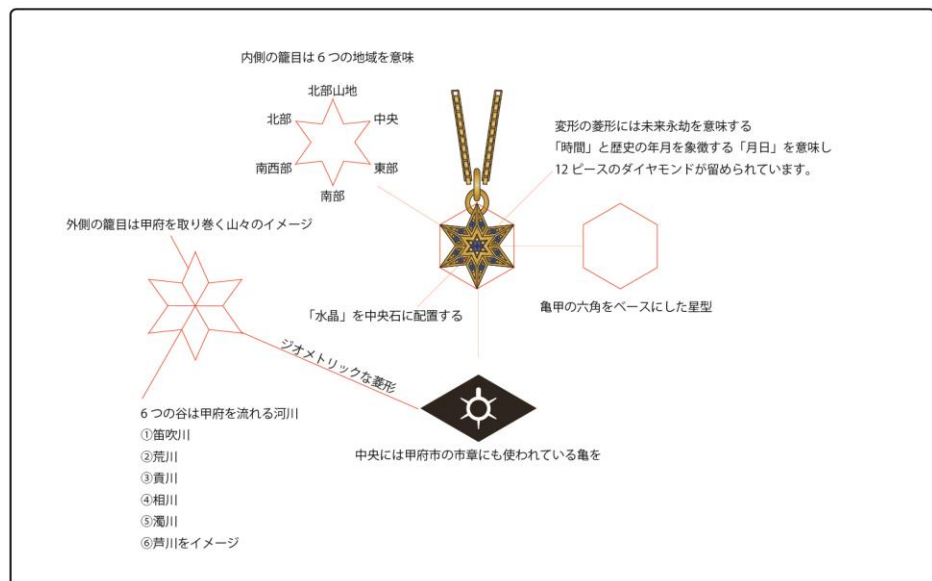 内側の籠目は６つの地域を意味
北部山地
北部
中央
南西部
東部
南部
変形の菱形には未来永劫を意味する
「時間」と歴史の年月を象徴する「月日」を意味し
12 ピースのダイヤモンドが留められています。
外側の籠目は甲府を取り巻く山々のイメージ
「水晶」を中央石に配置する
亀甲の六角をベースにした星型
ジオメトリックな菱形
6 つの谷は甲府を流れる河川
①笛吹川
②荒川
③貢川
④相川
⑤濁川
⑥芦川をイメージ
中央には甲府市の市章にも使われている亀を